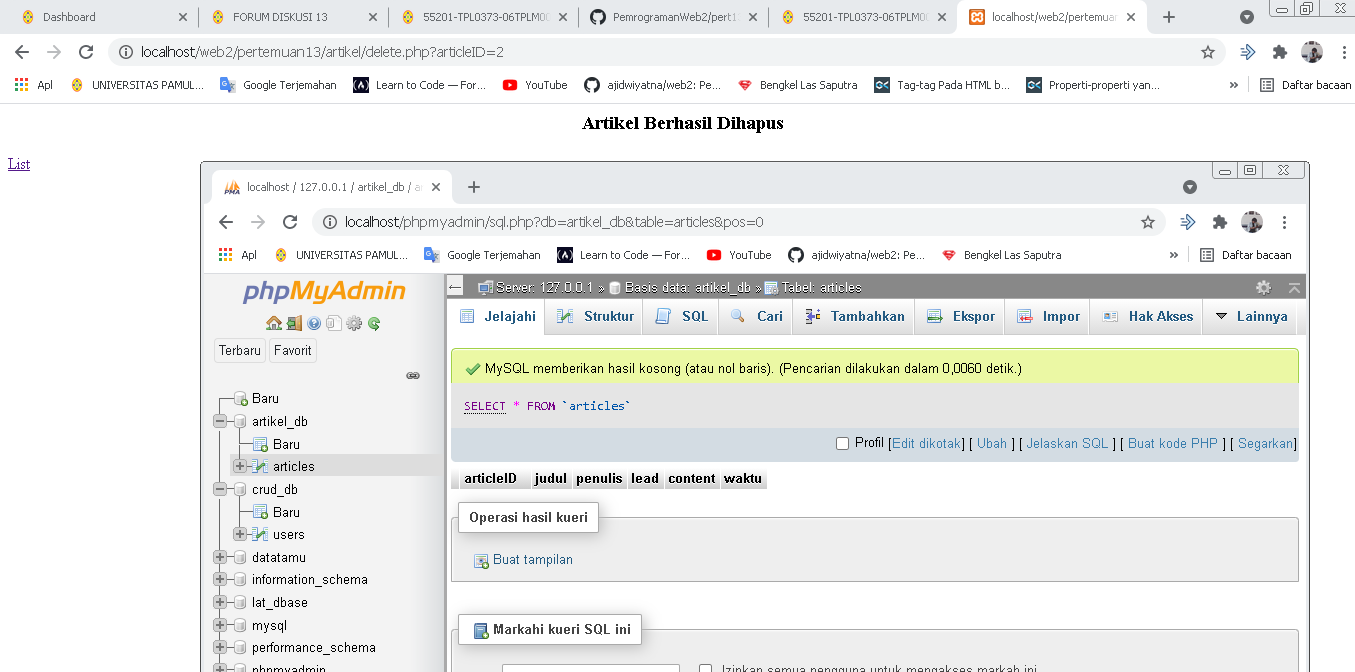 Dashboard
FORUM DISKUSI 13
55201-TPL0373-06TPLM00
PemrogramanWeb2/pert1
55201-TPL0373-06TPLM0
localhost/web2/pertemuan
localhost/web2/pertemuan13/artikel/delete.php?articleID=2
Apl
UNIVERSITAS PAMUL...
Google Terjemahan
Learn to Code — For...
YouTube
ajidwiyatna/web2: Pe...
Bengkel Las Saputra
Tag-tag Pada HTML b...
Properti-properti yan...
»
Daftar bacaan
Artikel Berhasil Dihapus
List
localhost / 127.0.0.1 / artikel_db / a
localhost/phpmyadmin/sql.php?db=artikel_db&table=articles&pos=0
Apl
UNIVERSITAS PAMUL...
Google Terjemahan
Learn to Code — For...
YouTube
ajidwiyatna/web2: Pe...
Bengkel Las Saputra
»
Daftar bacaan
phpMyAdmin
Terbaru
Favorit
Baru
artikel_db
Baru
articles
crud_db
Baru
users
datatamu
information_schema
lat_dbase
mysql
performance_schema
phpmyadmin
Server: 127.0.0.1 » Basis data: artikel_db » Tabel: articles
Jelajahi
Struktur
SQL
Cari
Tambahkan
Ekspor
Impor
Hak Akses
Lainnya
MySQL memberikan hasil kosong (atau nol baris). (Pencarian dilakukan dalam 0,0060 detik.)
SELECT * FROM `articles`
Profil [Edit dikotak] [ Ubah ] [ Jelaskan SQL ] [ Buat kode PHP ] [ Segarkan]
articleID judul penulis lead content waktu
Operasi hasil kueri
Buat tampilan
Markahi kueri SQL ini
Izinkan semua pengguna untuk mengakses markah ini